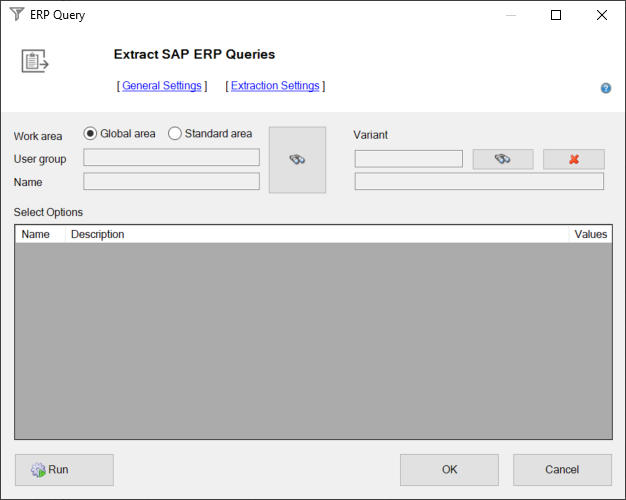 ERP Query
Extract SAP ERP Queries
[ General Settings ] [ Extraction Settings ]
Work area Global area Standard area Variant
User group
Name
Select Options
Name Description Values
Run OK Cancel